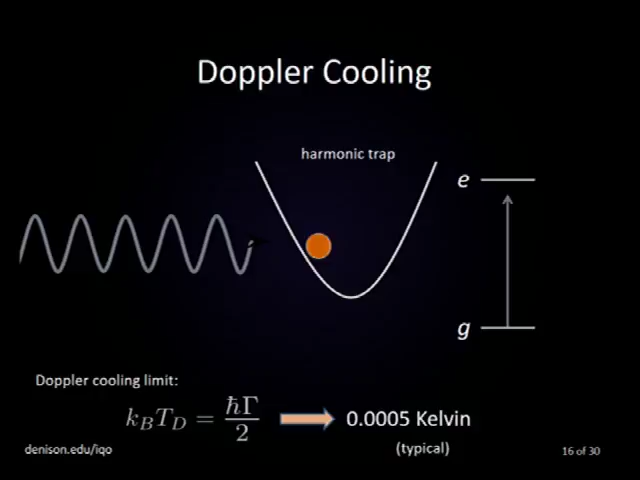 Doppler Cooling
harmonic trap
e
g
Doppler cooling limit:
k_B T_D = ħΓ/2
0.0005 Kelvin
(typical)
denison.edu/iqo
16 of 30